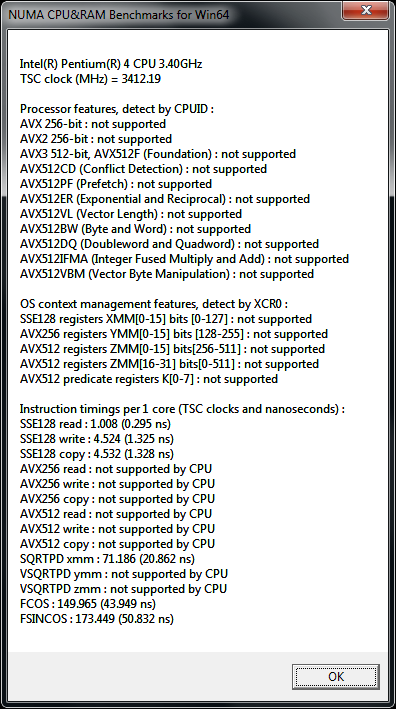 NUMA CPU&RAM Benchmarks for Win64
Intel(R) Pentium(R) 4 CPU 3.40GHz
TSC clock (MHz) = 3412.19
Processor features, detect by CPUID :
AVX 256-bit : not supported
AVX2 256-bit : not supported
AVX3 512-bit, AVX512F (Foundation) : not supported
AVX512CD (Conflict Detection) : not supported
AVX512PF (Prefetch) : not supported
AVX512ER (Exponential and Reciprocal) : not supported
AVX512VL (Vector Length) : not supported
AVX512BW (Byte and Word) : not supported
AVX512DQ (Doubleword and Quadword) : not supported
AVX512IFMA (Integer Fused Multiply and Add) : not supported
AVX512VBM (Vector Byte Manipulation) : not supported
OS context management features, detect by XCR0 :
SSE128 registers XMM[0-15] bits [0-127] : not supported
AVX256 registers YMM[0-15] bits [128-255] : not supported
AVX512 registers ZMM[0-15] bits[256-511] : not supported
AVX512 registers ZMM[16-31] bits[0-511] : not supported
AVX512 predicate registers K[0-7] : not supported
Instruction timings per 1 core (TSC clocks and nanoseconds) :
SSE128 read : 1.008 (0.295 ns)
SSE128 write : 4.524 (1.325 ns)
SSE128 copy : 4.532 (1.328 ns)
AVX256 read : not supported by CPU
AVX256 write : not supported by CPU
AVX256 copy : not supported by CPU
AVX512 read : not supported by CPU
AVX512 write : not supported by CPU
AVX512 copy : not supported by CPU
SQRTPD xmm : 71.186 (20.862 ns)
VSQRTPD ymm : not supported by CPU
VSQRTPD zmm : not supported by CPU
FCOS : 149.965 (43.949 ns)
FSINCOS : 173.449 (50.832 ns)
OK